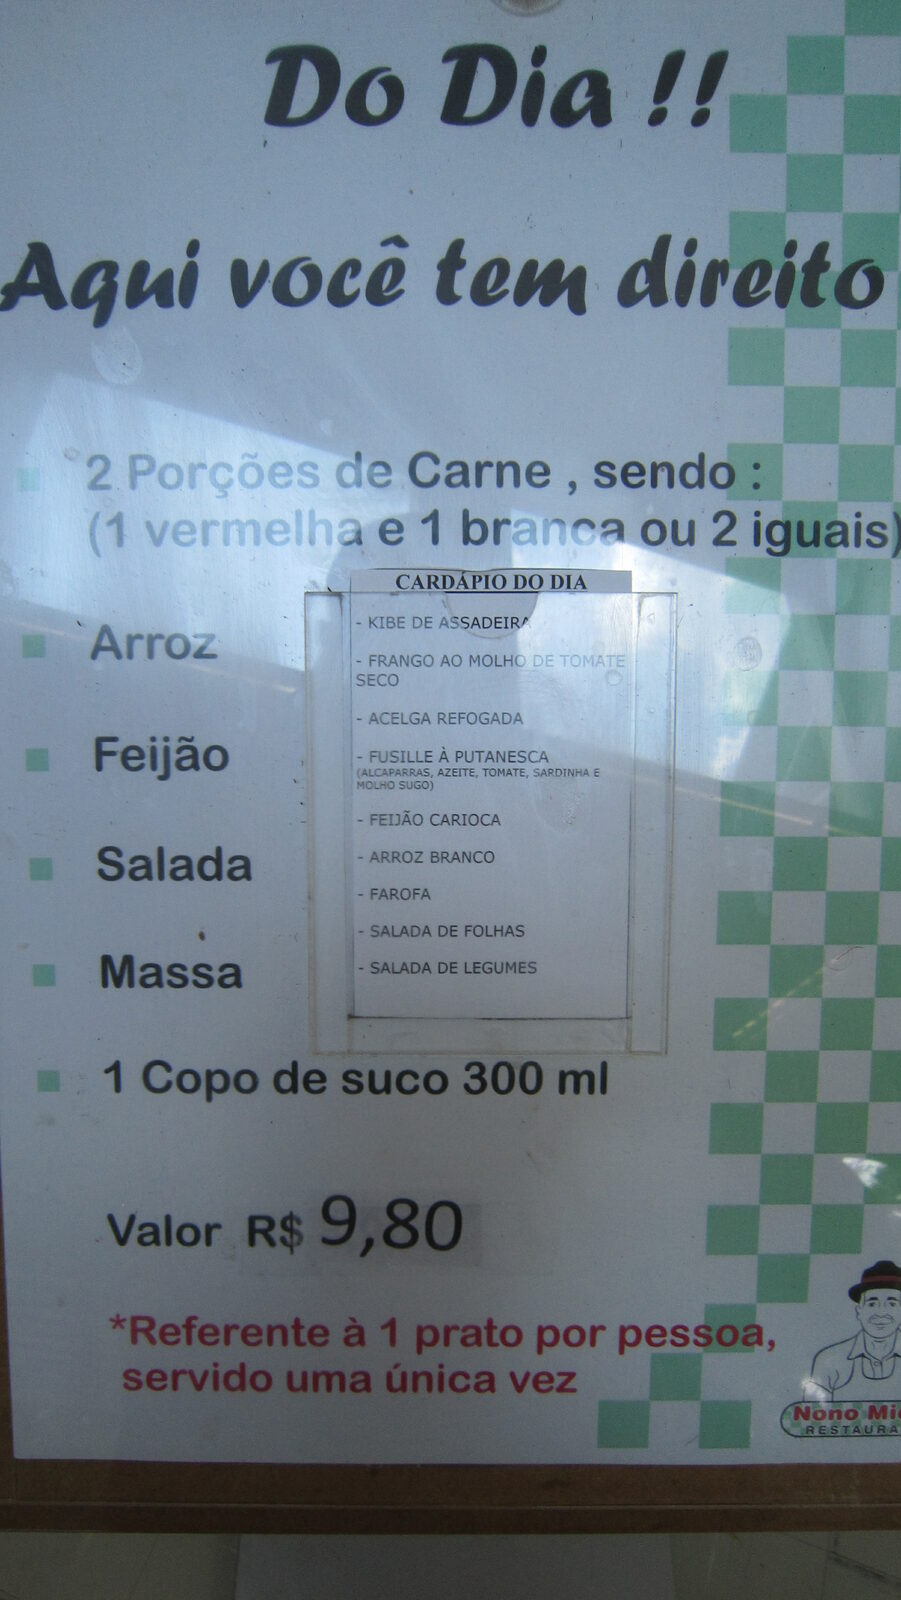 Do Dia !!
Aqui você tem direito
2 Porções de Carne , sendo :
(1 vermelha e 1 branca ou 2 iguais)
Arroz
Feijão
Salada
Massa
1 Copo de suco 300 ml
CARDÁPIO DO DIA
- KIBE DE ASSADEIRA
- FRANGO AO MOLHO DE TOMATE
SECO
- ACELGA REFOGADA
- FUSILLE À PUTANESCA
(ALCAPARRAS, AZEITE, TOMATE, SARDINHA E
MOLHO SUGO)
- FEIJÃO CARIOCA
- ARROZ BRANCO
- FAROFA
- SALADA DE FOLHAS
- SALADA DE LEGUMES
Valor R$ 9,80
*Referente à 1 prato por pessoa,
servido uma única vez
Nono